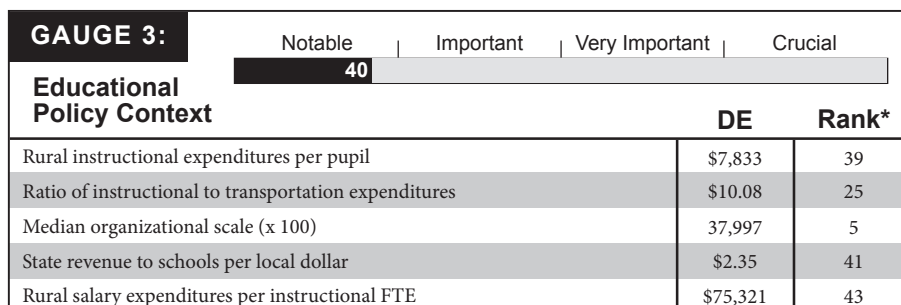 GAUGE 3:
Notable Important Very Important Crucial
40
Educational
Policy Context
DE Rank*
Rural instructional expenditures per pupil $7,833 39
Ratio of instructional to transportation expenditures $10.08 25
Median organizational scale (x 100) 37,997 5
State revenue to schools per local dollar $2.35 41
Rural salary expenditures per instructional FTE $75,321 43